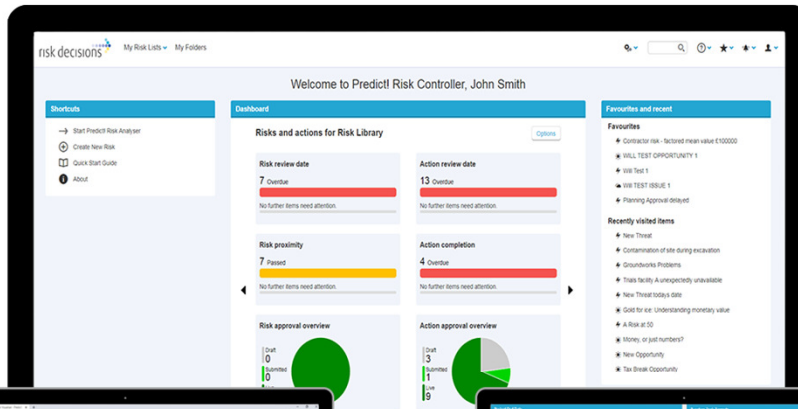 risk decisions
My Risk Lists
My Folders
Welcome to Predict! Risk Controller, John Smith
Shortcuts
Start Predict! Risk Analyser
Create New Risk
Quick Start Guide
About
Dashboard
Risks and actions for Risk Library
Options
Risk review date
7 Overdue
No further items need attention.
Action review date
13 Overdue
No further items need attention.
Risk proximity
7 Passed
No further items need attention.
Action completion
4 Overdue
No further items need attention.
Risk approval overview
Draft
0
Submitted
0
Action approval overview
Draft
3
Submitted
1
Live
9
Favourites and recent
Favourites
Contractor risk - factored mean value £100000
WILL TEST OPPORTUNITY 1
Will Test 1
Will TEST ISSUE 1
Planning Approval delayed
Recently visited items
New Threat
Contamination of site during excavation
Groundworks Problems
Trials facility A unexpectedly unavailable
New Threat todays date
Gold for ice: Understanding monetary value
A Risk at 50
Money, or just numbers?
New Opportunity
Tax Break Opportunity